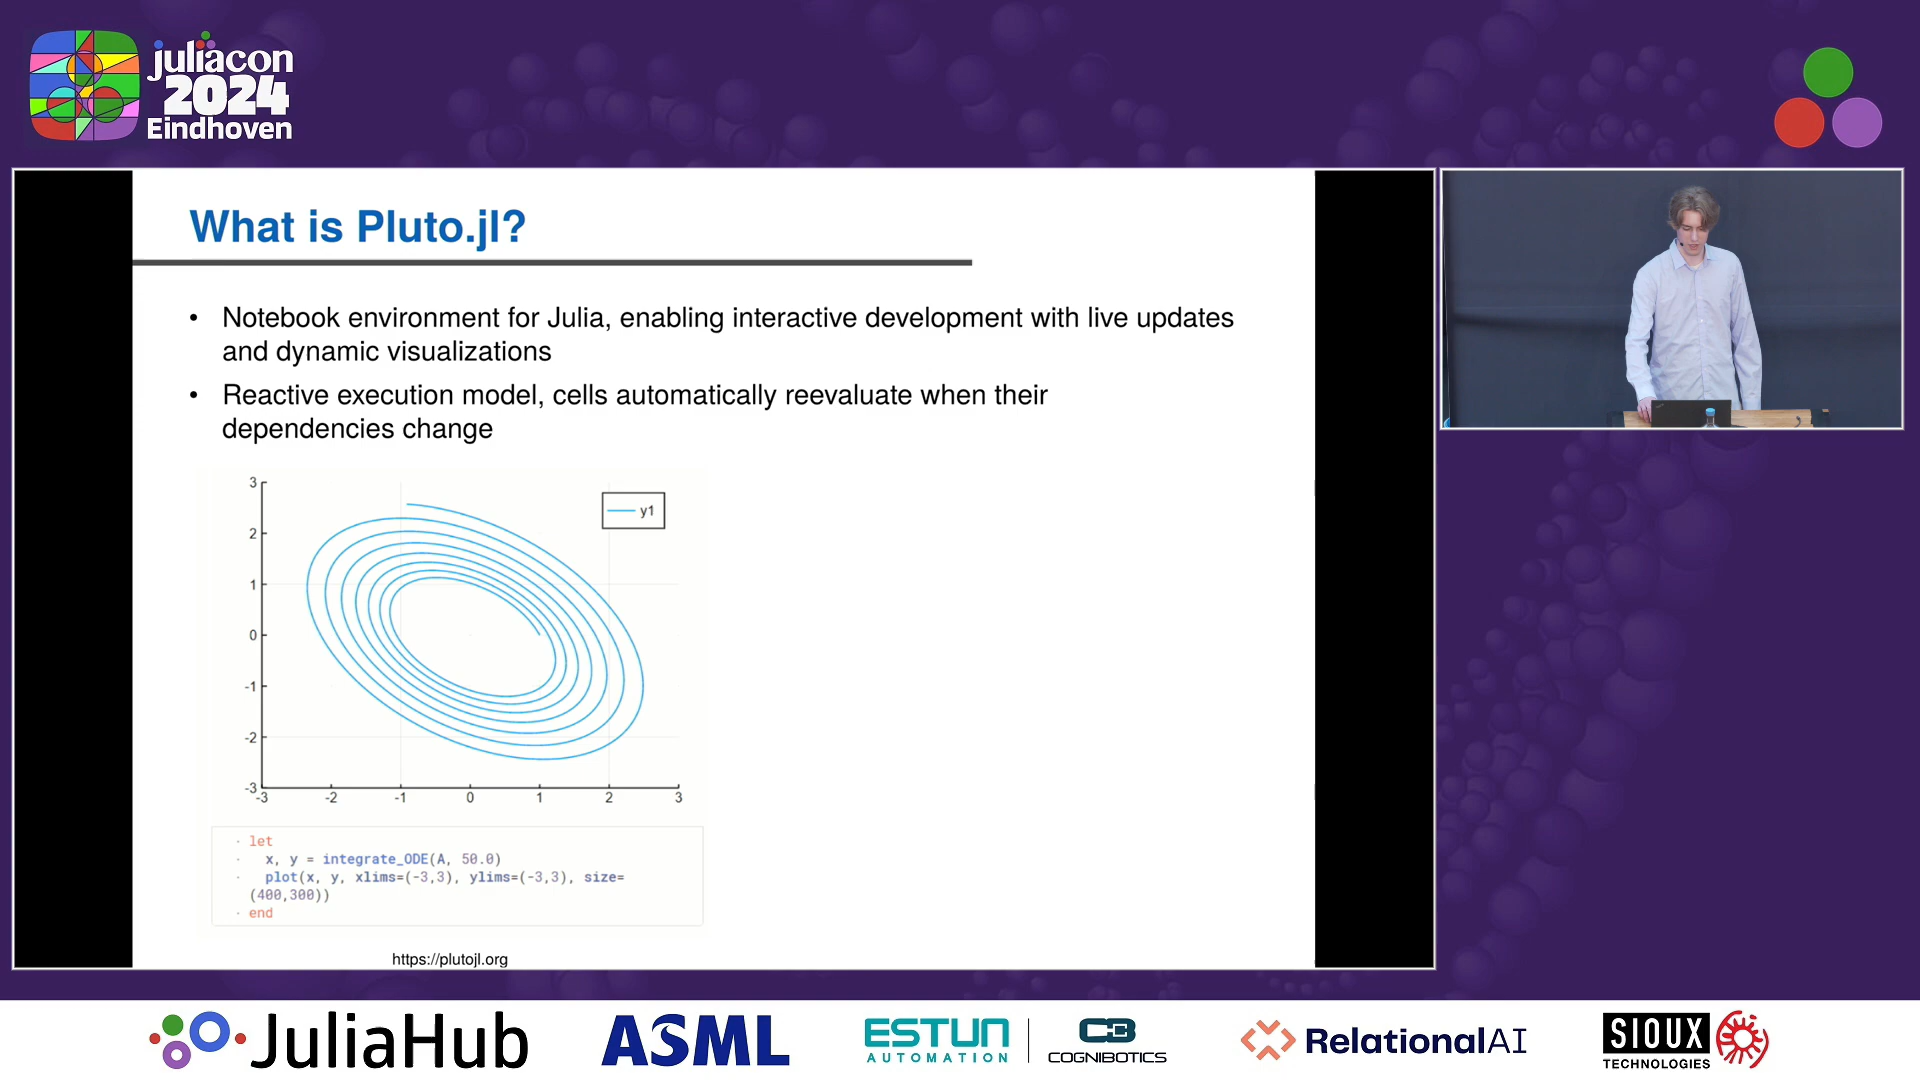 juliacon
2024
Eindhoven
What is Pluto.jl?
• Notebook environment for Julia, enabling interactive development with live updates
and dynamic visualizations
• Reactive execution model, cells automatically reevaluate when their
dependencies change
3
2
1
0
-1
-2
-3
-3 -2 -1 0 1 2 3
y1
let
x, y = integrate_ODE(A, 50.0)
plot(x, y, xlims=(-3,3), ylims=(-3,3), size=
(400,300))
end
https://plutojl.org
JuliaHub
ASML
ESTUN
AUTOMATION
COGNIBOTICS
RelationalAI
SIOUX
TECHNOLOGIES